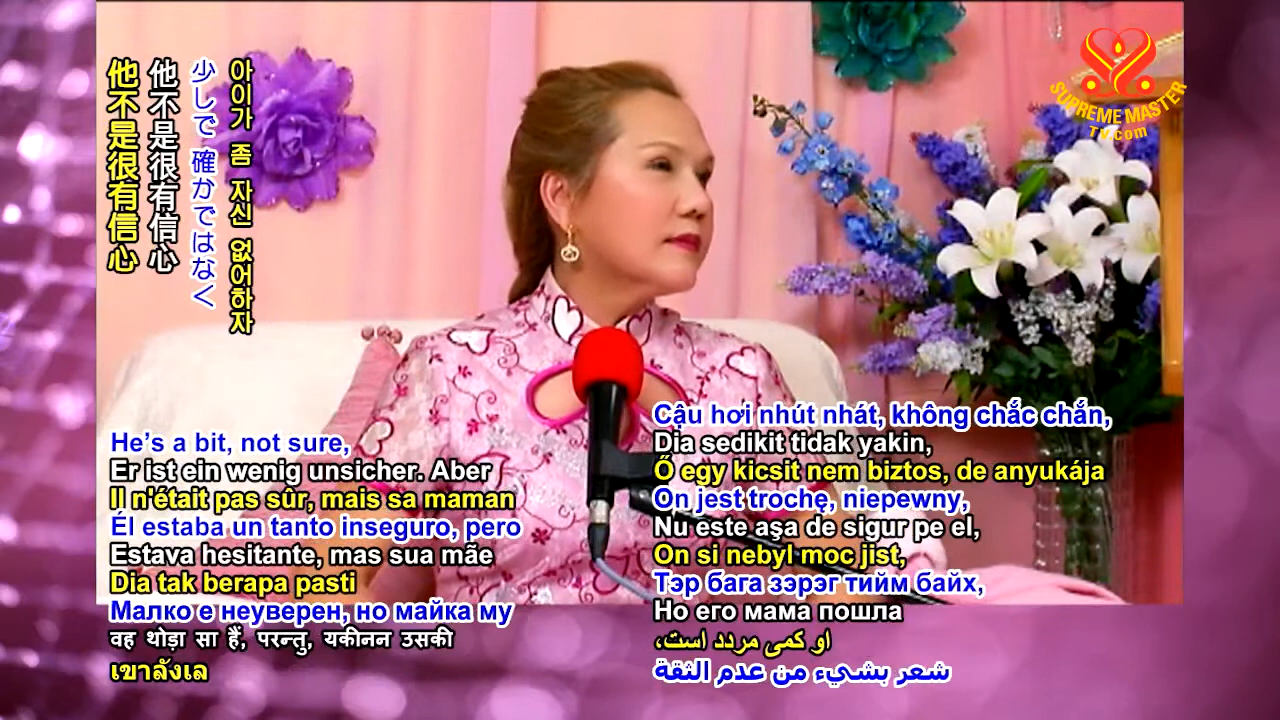 아이가 좀 자신 없어하자
少しで 確かではなく
他不是很有信心
他不是很有信心
SUPREME MASTER
TV.com
He's a bit, not sure,
Er ist ein wenig unsicher. Aber
Il n'était pas sûr, mais sa maman
Él estaba un tanto inseguro, pero
Estava hesitante, mas sua mãe
Dia tak berapa pasti
Малко е неуверен, но майка му
वह थोड़ा सा हैं, परन्तु, यकीनन उसकी
เขาลังเล
Cậu hơi nhút nhát, không chắc chắn,
Dia sedikit tidak yakin,
Ő egy kicsit nem biztos, de anyukája
On jest trochę, niepewny,
Nu este aşa de sigur pe el,
On si nebyl moc jist,
Тэр бага зэрэг тийм байх,
Но его мама пошла
او کمی مردد است،
شعر بشيء من عدم الثقة